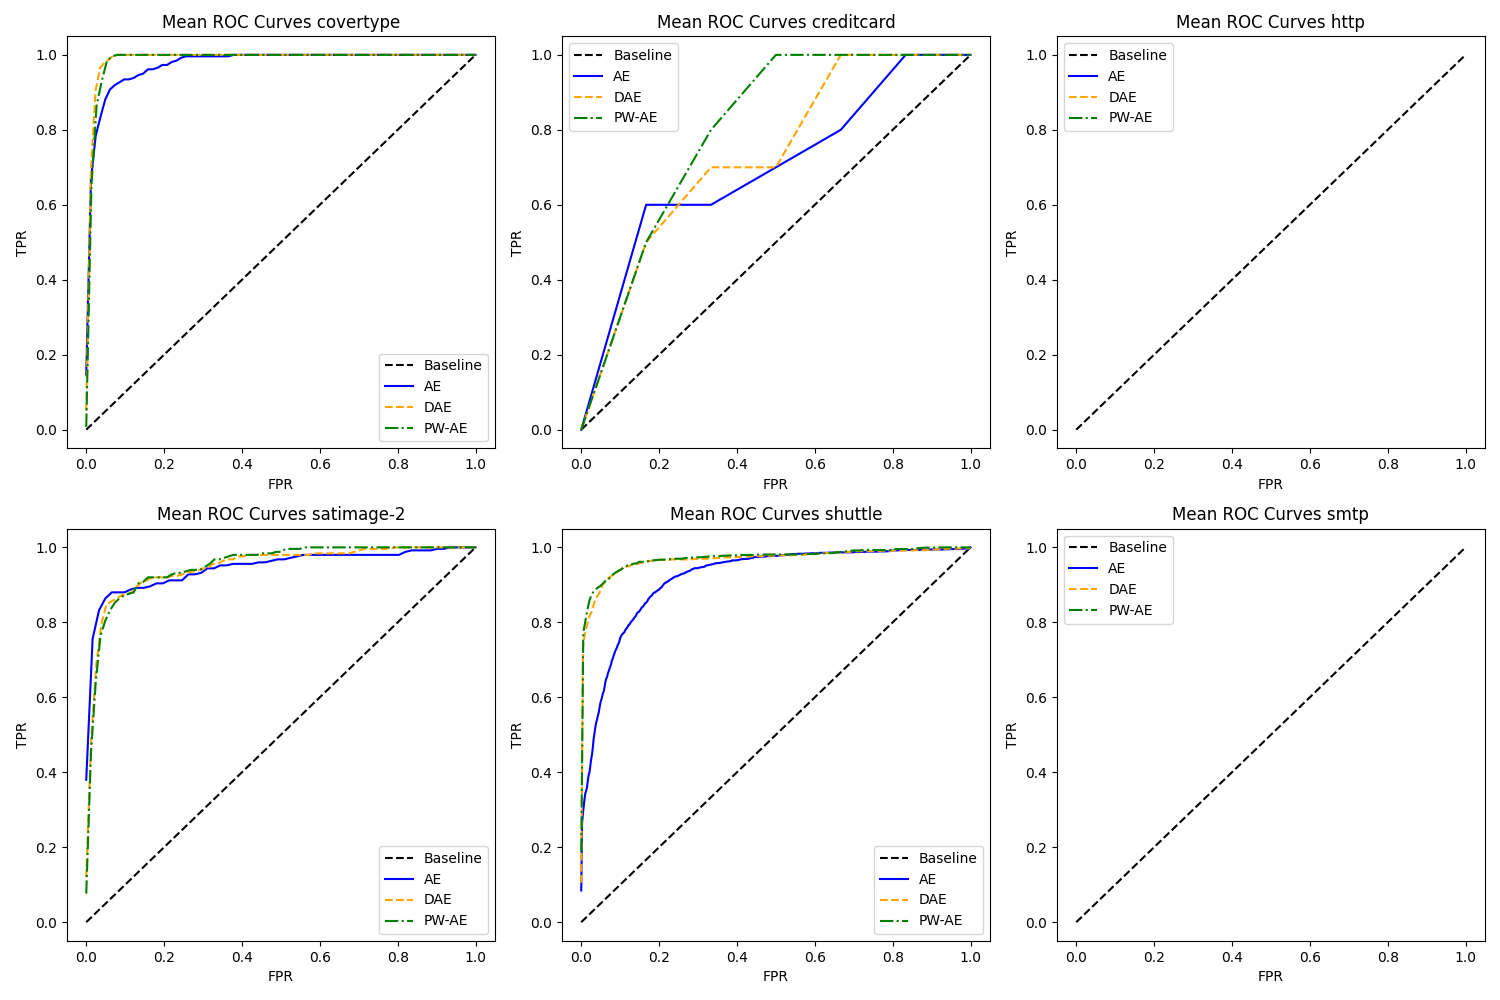 Mean ROC Curves covertype
1.0
0.8
0.6
0.4
0.2
0.0
TPR
0.0 0.2 0.4 0.6 0.8 1.0
FPR
Baseline
AE
DAE
PW-AE
Mean ROC Curves creditcard
1.0
0.8
0.6
0.4
0.2
0.0
TPR
0.0 0.2 0.4 0.6 0.8 1.0
FPR
Baseline
AE
DAE
PW-AE
Mean ROC Curves http
1.0
0.8
0.6
0.4
0.2
0.0
TPR
0.0 0.2 0.4 0.6 0.8 1.0
FPR
Baseline
AE
DAE
PW-AE
Mean ROC Curves satimage-2
1.0
0.8
0.6
0.4
0.2
0.0
TPR
0.0 0.2 0.4 0.6 0.8 1.0
FPR
Baseline
AE
DAE
PW-AE
Mean ROC Curves shuttle
1.0
0.8
0.6
0.4
0.2
0.0
TPR
0.0 0.2 0.4 0.6 0.8 1.0
FPR
Baseline
AE
DAE
PW-AE
Mean ROC Curves smtp
1.0
0.8
0.6
0.4
0.2
0.0
TPR
0.0 0.2 0.4 0.6 0.8 1.0
FPR
Baseline
AE
DAE
PW-AE